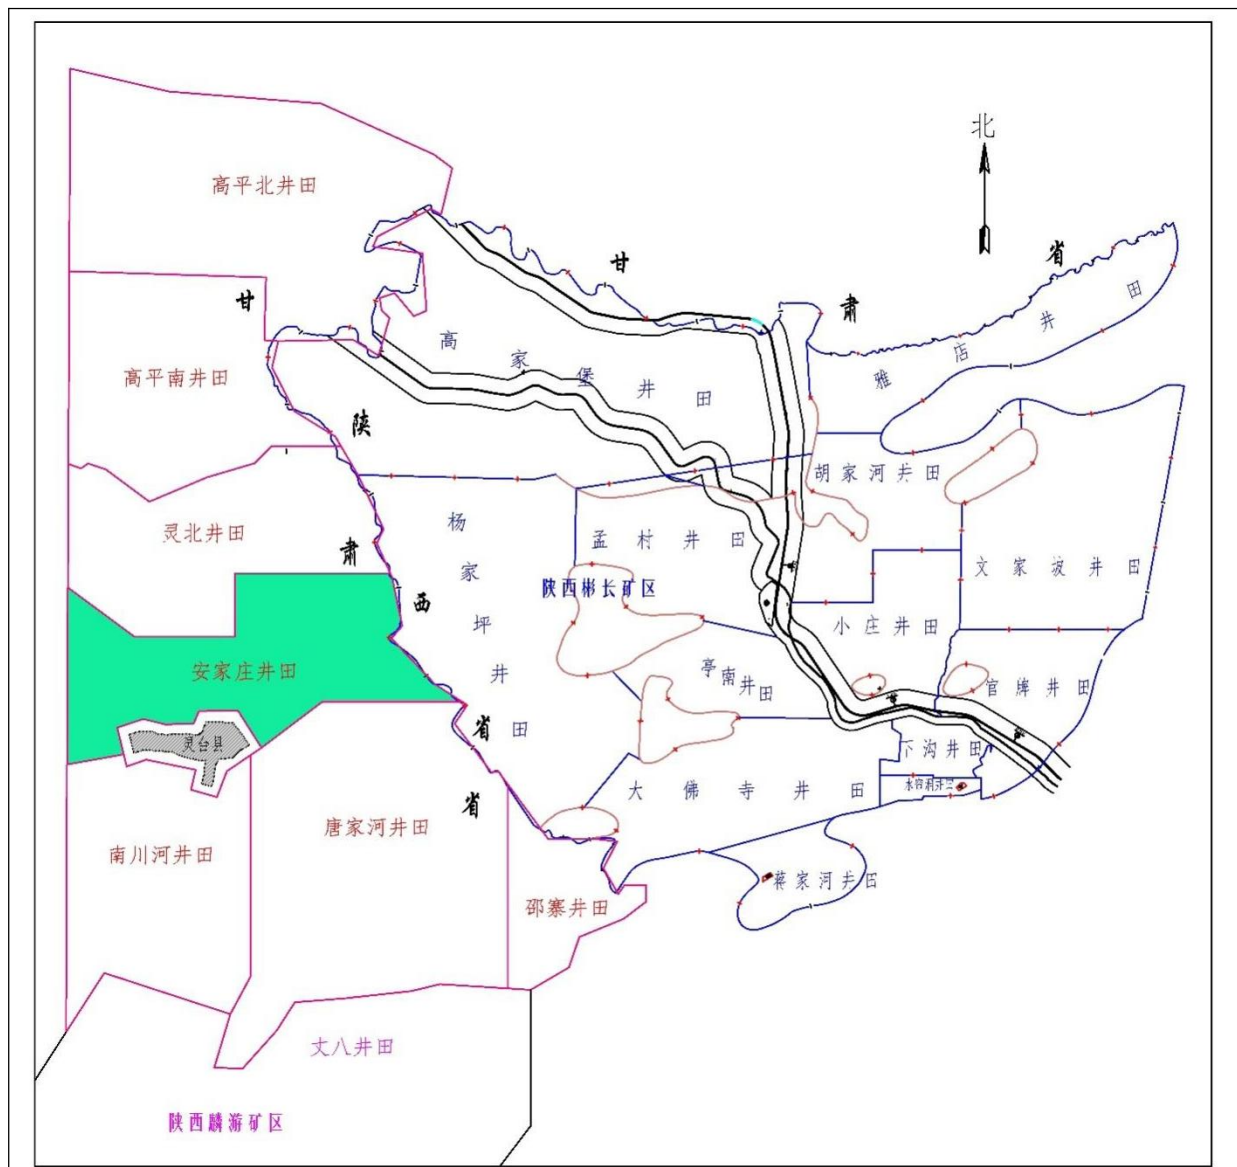 北
高平北井田
甘
肃
省
甘
高平南井田
高家堡井田
雅店井田
陕
胡家河井田
灵北井田
肃
杨家坪井田
孟村井田
陕西彬长矿区
文家坡井田
西
小庄井田
安家庄井田
亭南井田
官牌井田
灵台县
省
下沟井田
大佛寺井田
省
唐家河井田
南川河井田
蒋家河井田
邵寨井田
丈八井田
陕西麟游矿区